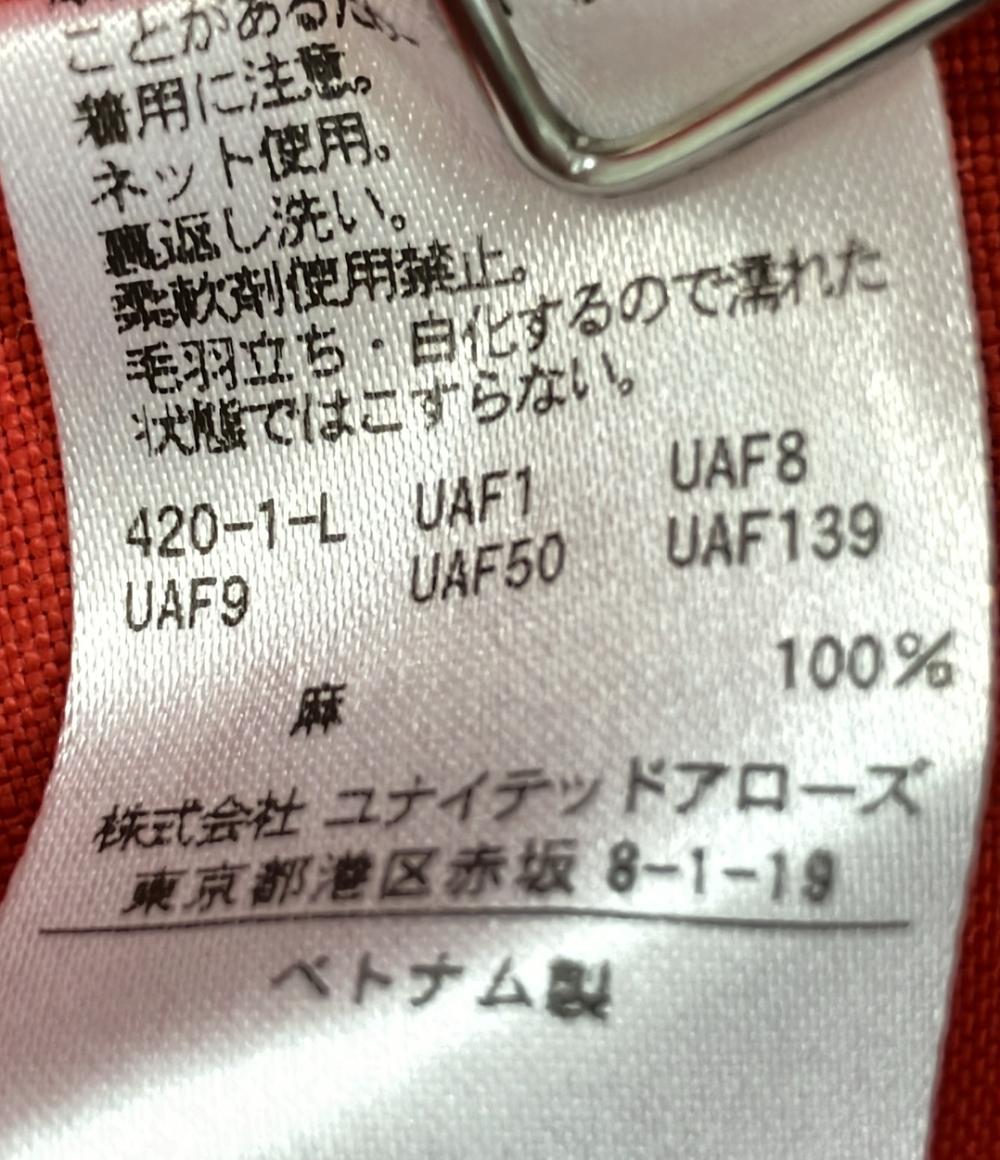 ことがあるため、
着用に注意。
ネット使用。
裏返し洗い。
柔軟剤使用禁止。
毛羽立ち・白化するので濡れた
状態ではこすらない。
420-1-L UAF1 UAF8
UAF9 UAF50 UAF139
麻 100%
株式会社 ユナイテッドアローズ
東京都港区赤坂 8-1-19
ベトナム製